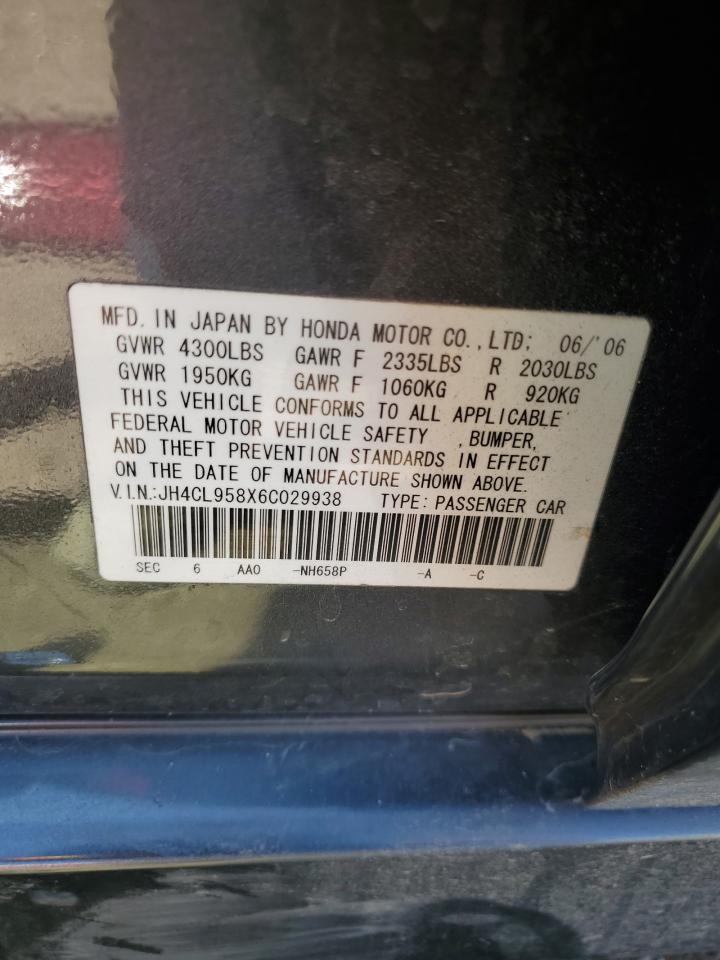 MFD. IN JAPAN BY HONDA MOTOR CO., LTD: 06/'06
GVWR 4300LBS GAWR F 2335LBS R 2030LBS
GVWR 1950KG GAWR F 1060KG R 920KG
THIS VEHICLE CONFORMS TO ALL APPLICABLE
FEDERAL MOTOR VEHICLE SAFETY , BUMPER,
AND THEFT PREVENTION STANDARDS IN EFFECT
ON THE DATE OF MANUFACTURE SHOWN ABOVE.
V.I.N.:JH4CL958X6C029938 TYPE: PASSENGER CAR
SEC 6 AAO -NH658P -A -C